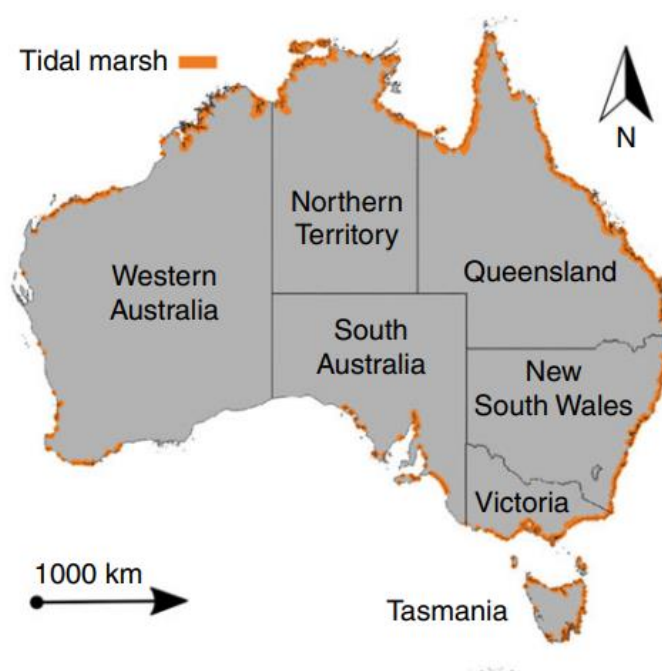 Tidal marsh
N
Northern
Territory
Western
Australia
Queensland
South
Australia
New
South Wales
Victoria
1000 km
Tasmania